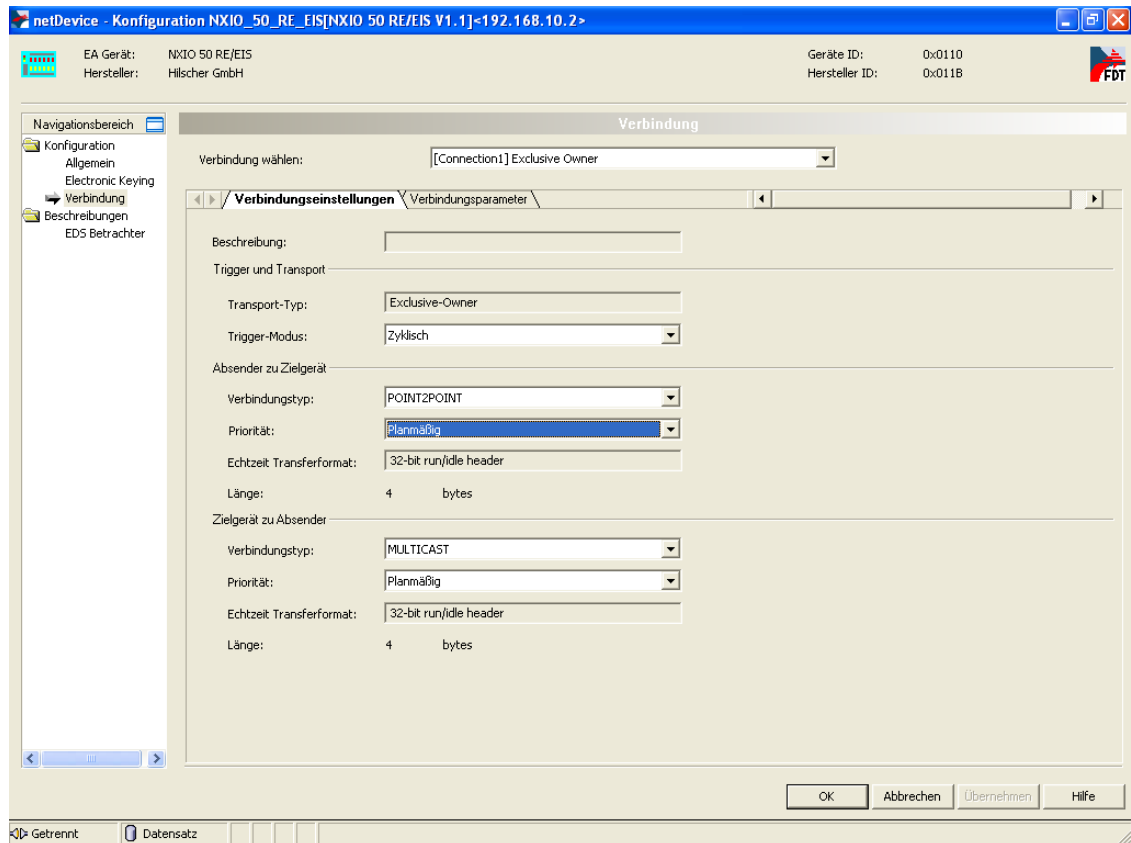 netDevice - Konfiguration NXIO_50_RE_EIS[NXIO 50 RE/EIS V1.1]<192.168.10.2>
EA Gerät: NXIO 50 RE/EIS Geräte ID: 0x0110
Hersteller: Hilscher GmbH Hersteller ID: 0x011B
FDT
Navigationsbereich
Konfiguration
Allgemein
Electronic Keying
Verbindung
Beschreibungen
EDS Betrachter
Verbindung
Verbindung wählen: [Connection1] Exclusive Owner
Verbindungseinstellungen Verbindungsparameter
Beschreibung:
Trigger und Transport
Transport-Typ: Exclusive-Owner
Trigger-Modus: Zyklisch
Absender zu Zielgerät
Verbindungstyp: POINT2POINT
Priorität: Planmäßig
Echtzeit Transferformat: 32-bit run/idle header
Länge: 4 bytes
Zielgerät zu Absender
Verbindungstyp: MULTICAST
Priorität: Planmäßig
Echtzeit Transferformat: 32-bit run/idle header
Länge: 4 bytes
OK Abbrechen Übernehmen Hilfe
Getrennt Datensatz